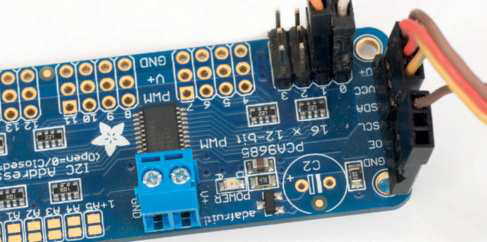 GND
V+
PWM
13 12
11 10 9 8
7 6 5 4
3 2 1 0
V+
VCC
SDA
SCL
OE
GND
16 x 12-bit PWM
PCA9685
C2
POWER
V+
GND
adafruit
I2C Address
(Open=0/Closed=
A1 A2 A3 A4 A5